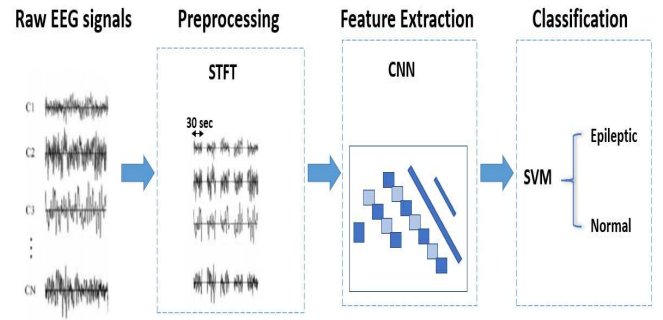 Raw EEG signals
Preprocessing
Feature Extraction
Classification
STFT
CNN
30 sec
C1
C2
C3
CN
SVM
Epileptic
Normal